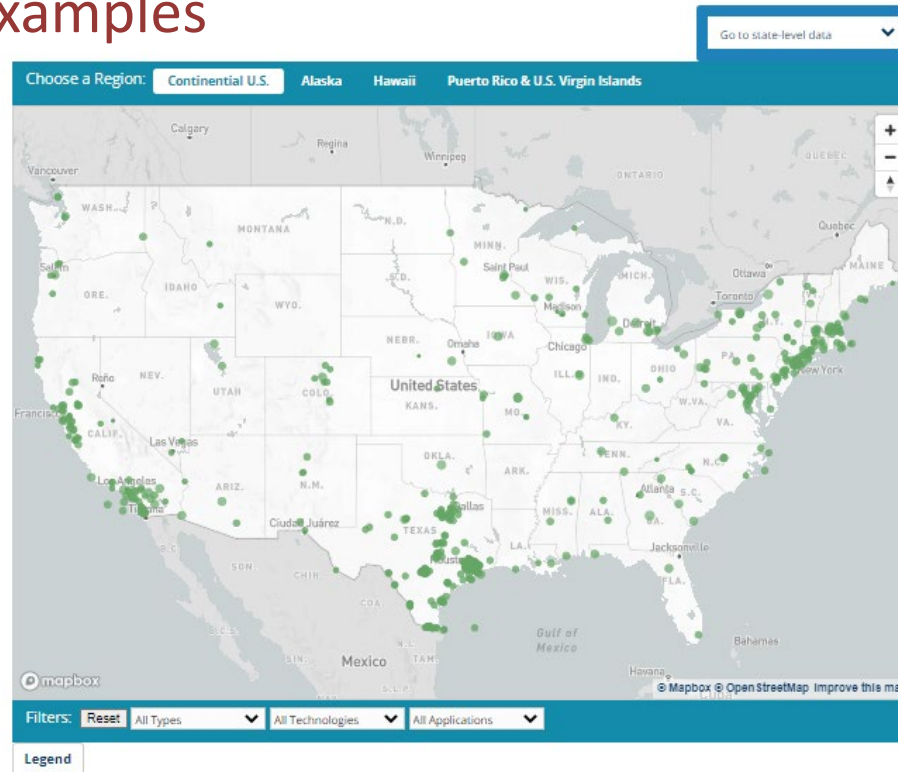 xamples
Go to state-level data
Choose a Region: Continental U.S. Alaska Hawaii Puerto Rico & U.S. Virgin Islands
Calgary
Regina
Winnipeg
Vancouver
ONTARIO
QUEBEC
WASH.
N.D.
MONTANA
MINN.
Quebec
MAINE
Saint Paul
Ottawa
IDAHO
S.D.
WIS.
MICH.
Toronto
ORE.
WYO.
Madison
Detroit
N.Y.
NEBR.
Omaha
IOWA
Chicago
PA.
New York
Reno
NEV.
UTAH
COLO.
United States
ILL.
IND.
OHIO
KANS.
MO.
W.VA.
Francisco
CALIF.
KY.
VA.
Las Vegas
OKLA.
TENN.
N.C.
Los Angeles
ARIZ.
N.M.
ARK.
Atlanta
S.C.
Tijuana
Ciudad Juárez
Dallas
MISS.
ALA.
GA.
TEXAS
LA.
Jacksonville
B.C.
SON.
CHIH.
Houston
FLA.
COA.
B.C.S.
Gulf of
Mexico
Bahamas
N.L.
SIN.
Mexico
TAM.
Havana
S.L.P.
Cuba
mapbox
© Mapbox © OpenStreetMap Improve this ma
Filters: Reset All Types All Technologies All Applications
Legend